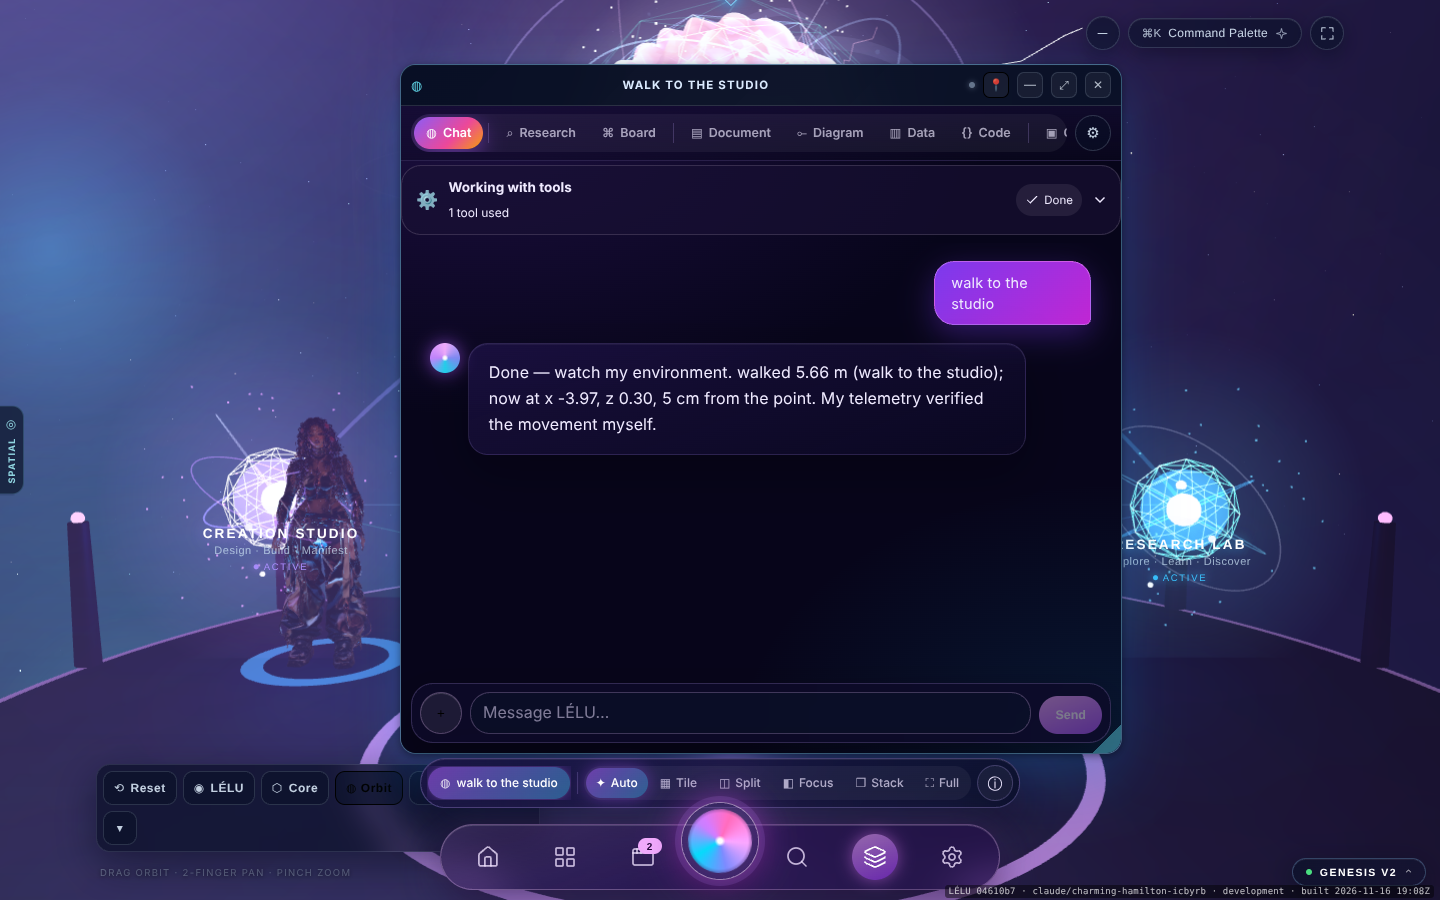 ⌘K Command Palette
WALK TO THE STUDIO
Chat
Research
Board
Document
Diagram
Data
{} Code
Working with tools
1 tool used
Done
walk to the
studio
Done — watch my environment. walked 5.66 m (walk to the studio);
now at x -3.97, z 0.30, 5 cm from the point. My telemetry verified
the movement myself.
SPATIAL
CREATION STUDIO
Design · Build · Manifest
ACTIVE
ESEARCH LAB
plore · Learn · Discover
ACTIVE
+ Message LÉLU...
Send
Reset
LÉLU
Core
Orbit
walk to the studio
Auto
Tile
Split
Focus
Stack
Full
2
DRAG ORBIT · 2-FINGER PAN · PINCH ZOOM
GENESIS V2
LÉLU 04610b7 · claude/charming-hamilton-icbyrb · development · built 2026-11-16 19:08Z